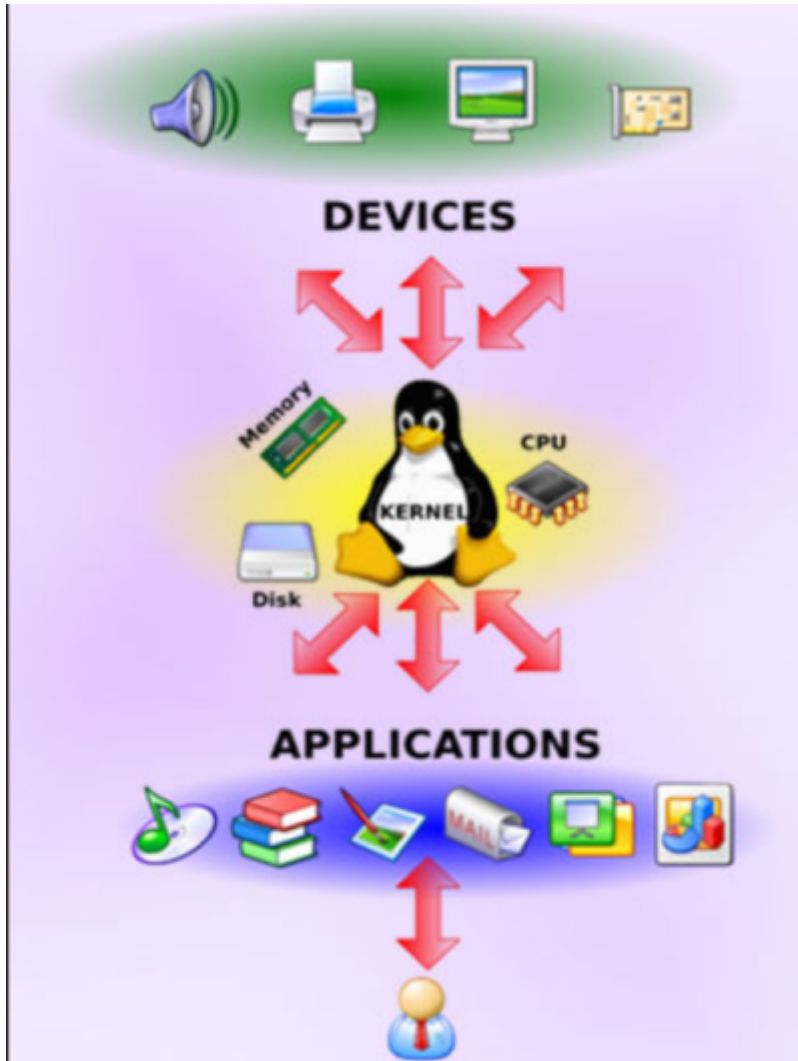 DEVICES
Memory
CPU
KERNEL
Disk
APPLICATIONS
MAIL